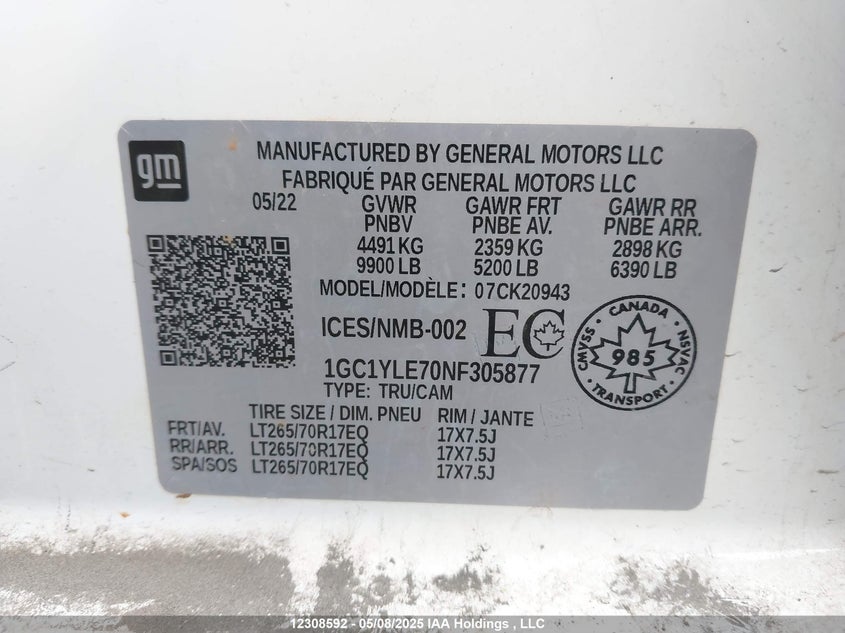 gm
MANUFACTURED BY GENERAL MOTORS LLC
FABRIQUÉ PAR GENERAL MOTORS LLC
05/22 GVWR GAWR FRT GAWR RR
PNBV PNBE AV. PNBE ARR.
4491 KG 2359 KG 2898 KG
9900 LB 5200 LB 6390 LB
MODEL/MODÈLE: 07CK20943
ICES/NMB-002 EC
CANADA
CMVSS 985 NSVAC
TRANSPORT
1GC1YLE70NF305877
TYPE: TRU/CAM
TIRE SIZE / DIM. PNEU RIM / JANTE
FRT/AV. LT265/70R17EQ 17X7.5J
RR/ARR. LT265/70R17EQ 17X7.5J
SPA/SOS LT265/70R17EQ 17X7.5J
12308592 - 05/08/2025 IAA Holdings, LLC